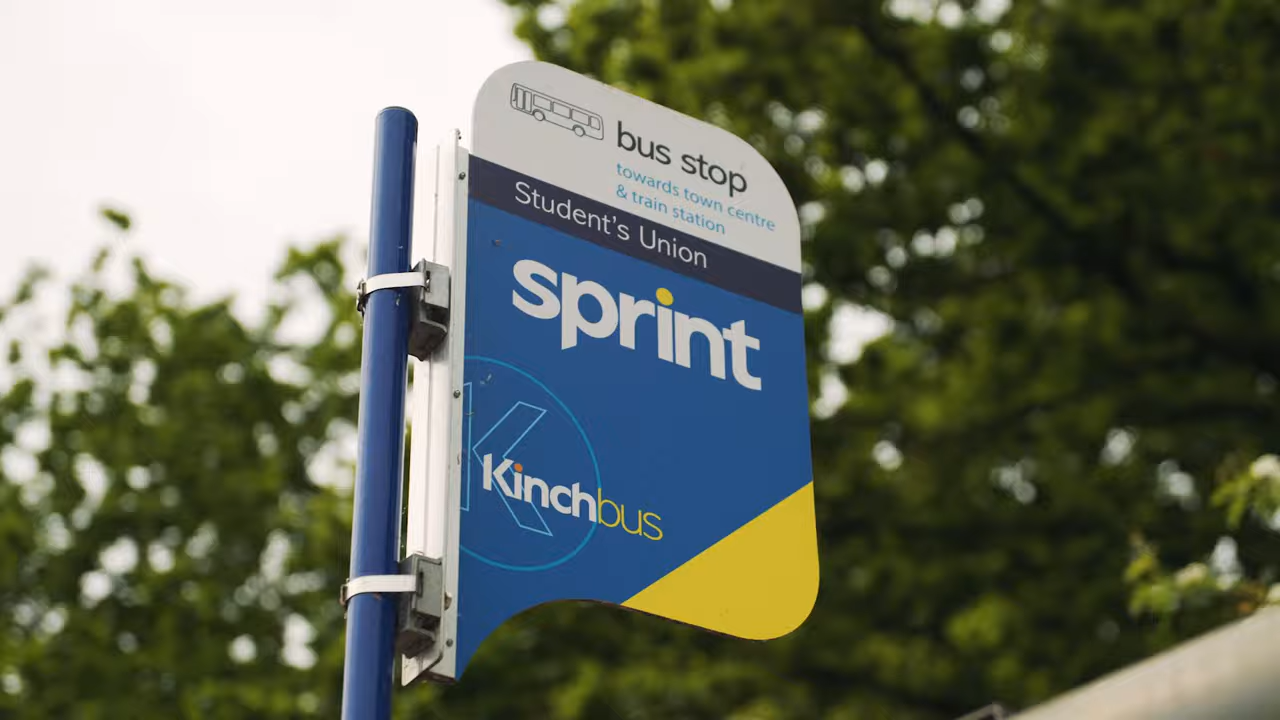 bus stop
towards town centre
& train station
Student's Union
sprint
K
Kinchbus